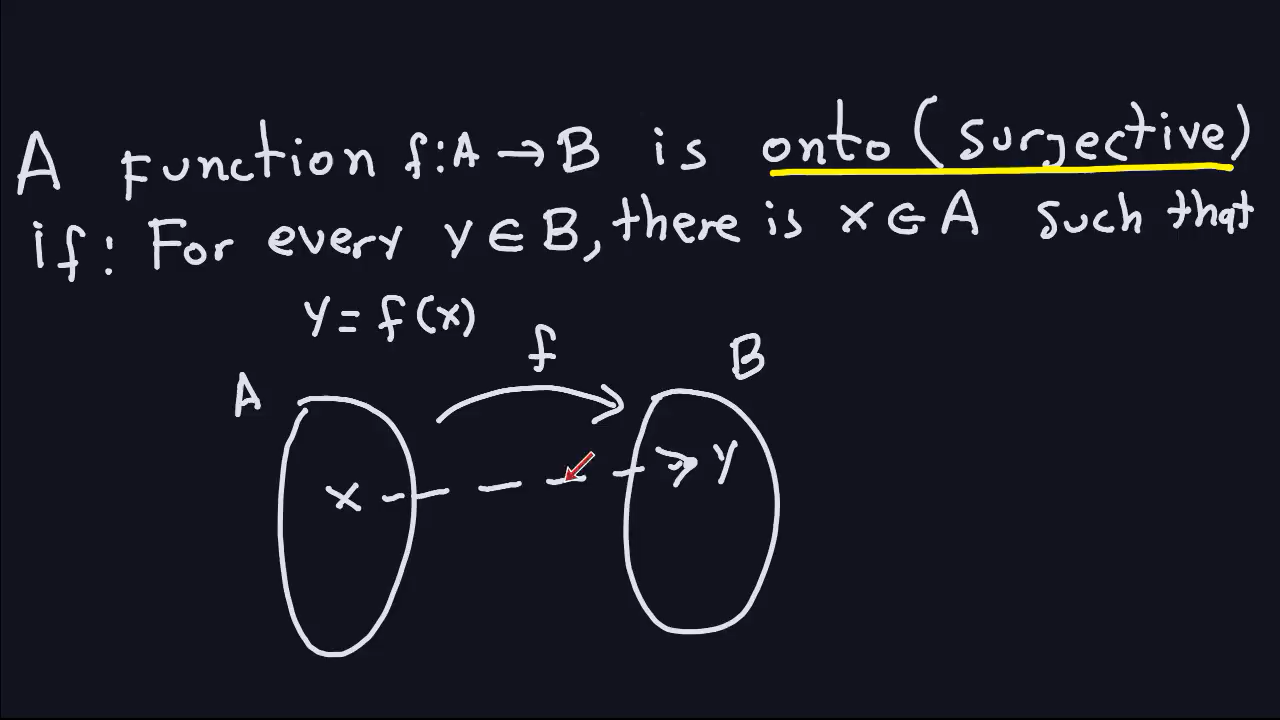 A Function f:A→B is onto (surjective)
if: For every y∈B, there is x∈A such that
y = f(x)
f
B
A
x
y